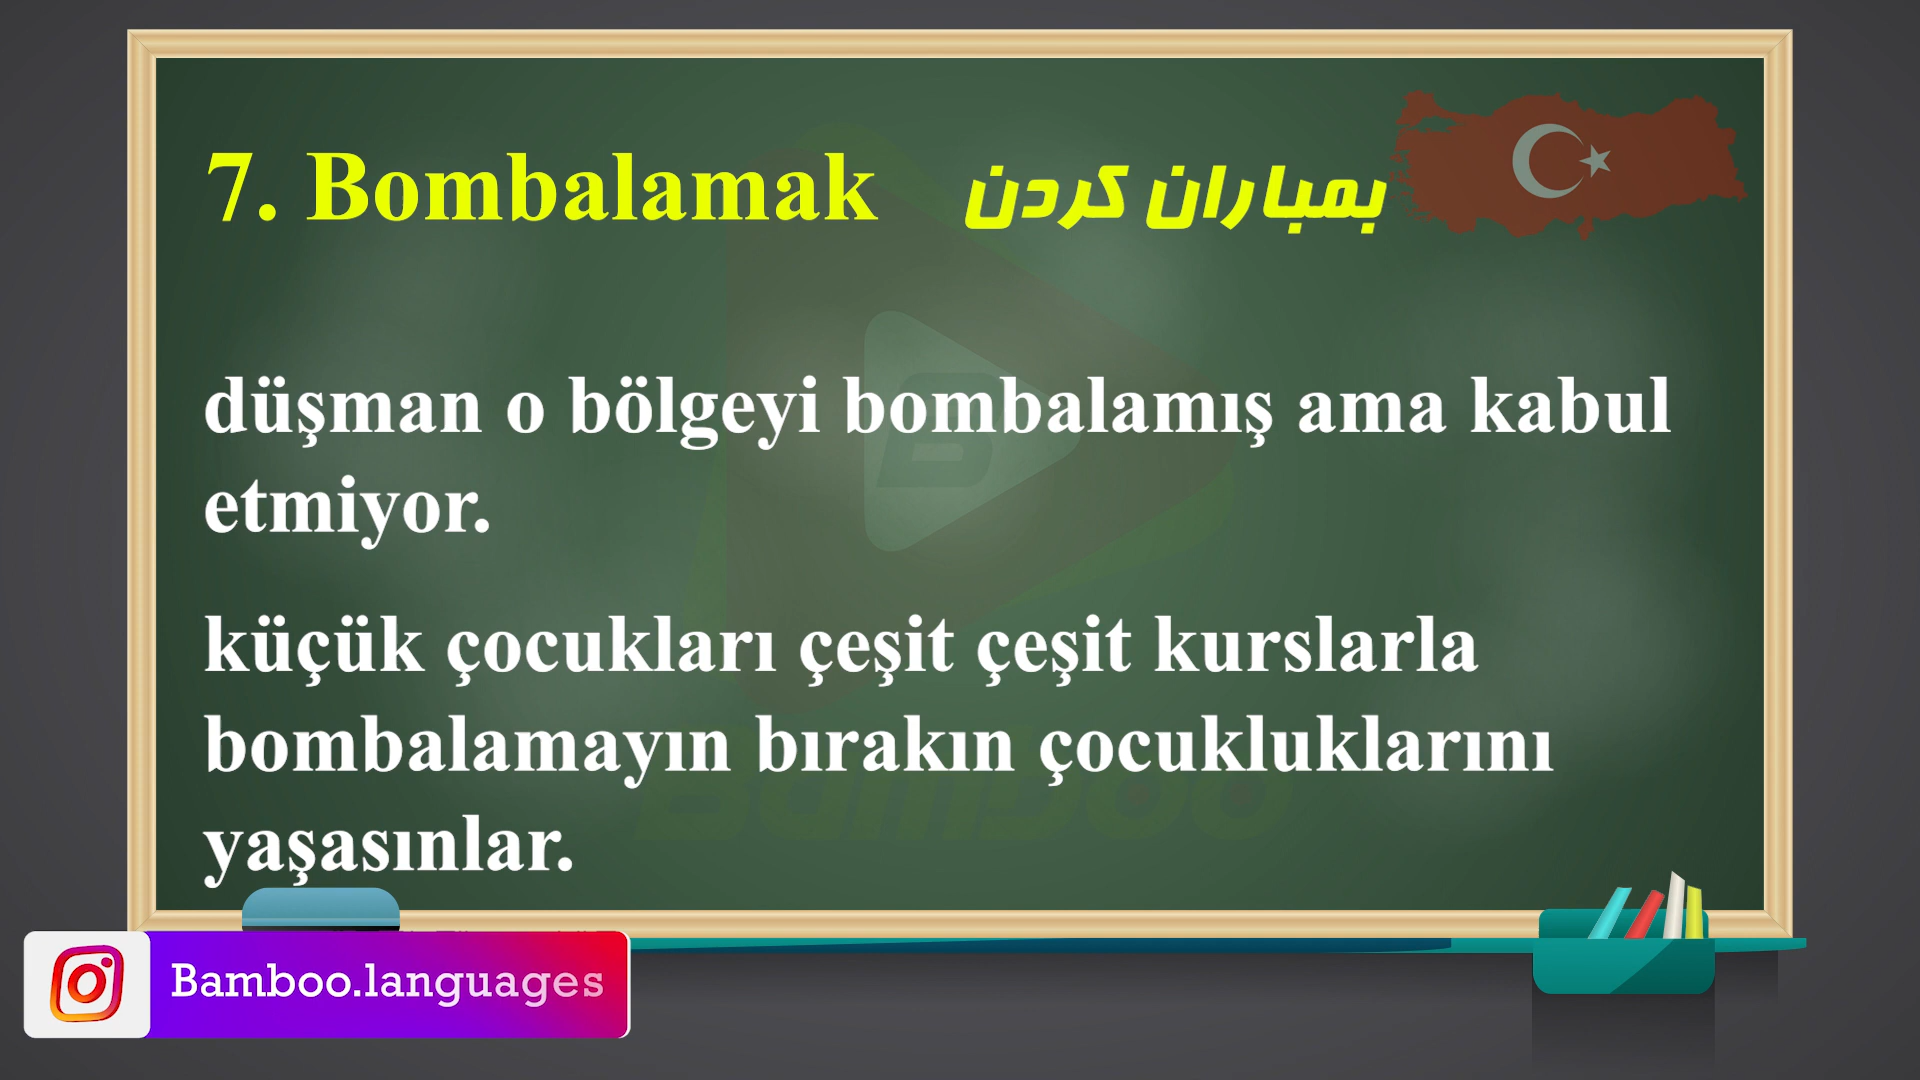 7. Bombalamak بمباران کردن
düşman o bölgeyi bombalamış ama kabul
etmiyor.
küçük çocukları çeşit çeşit kurslarla
bombalamayın bırakın çocukluklarını
yaşasınlar.
Bamboo
Bamboo.languages